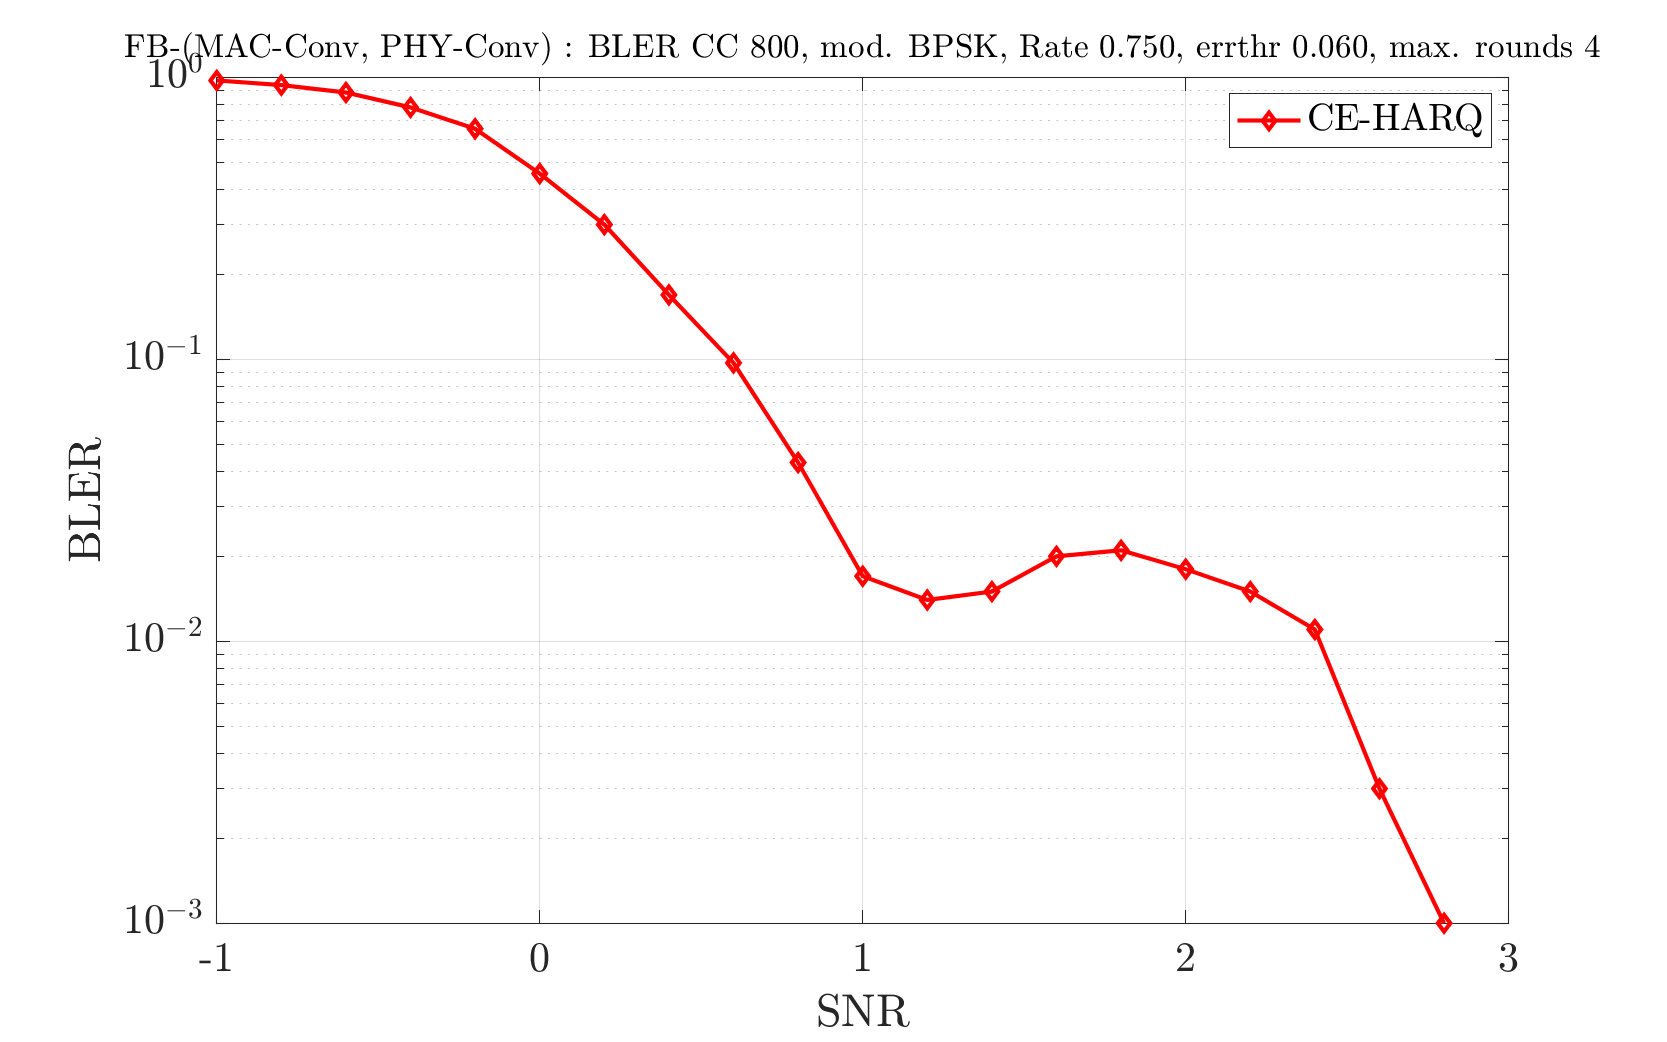 FB-(MAC-Conv, PHY-Conv) : BLER CC 800, mod. BPSK, Rate 0.750, errthr 0.060, max. rounds 4
CE-HARQ
10^0
10^-1
10^-2
10^-3
BLER
-1 0 1 2 3
SNR